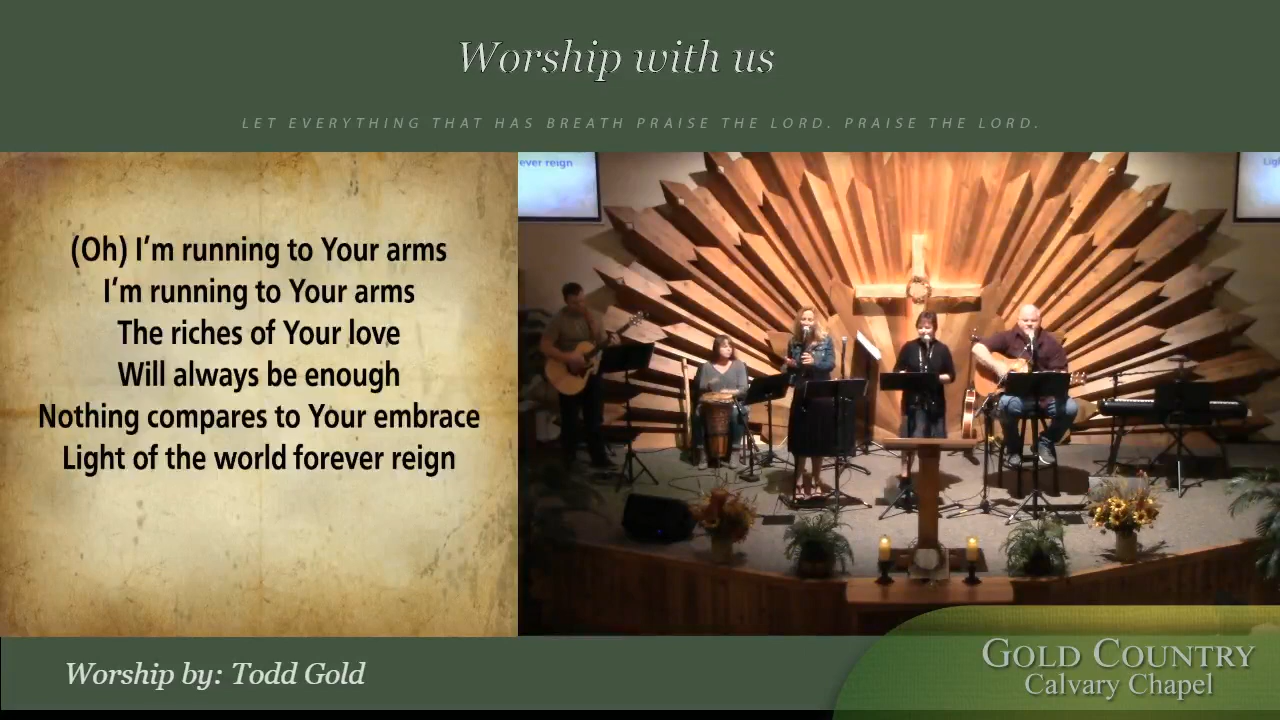 Worship with us
LET EVERYTHING THAT HAS BREATH PRAISE THE LORD. PRAISE THE LORD.
ever reign
Ligh
(Oh) I'm running to Your arms
I'm running to Your arms
The riches of Your love
Will always be enough
Nothing compares to Your embrace
Light of the world forever reign
Worship by: Todd Gold
GOLD COUNTRY
Calvary Chapel